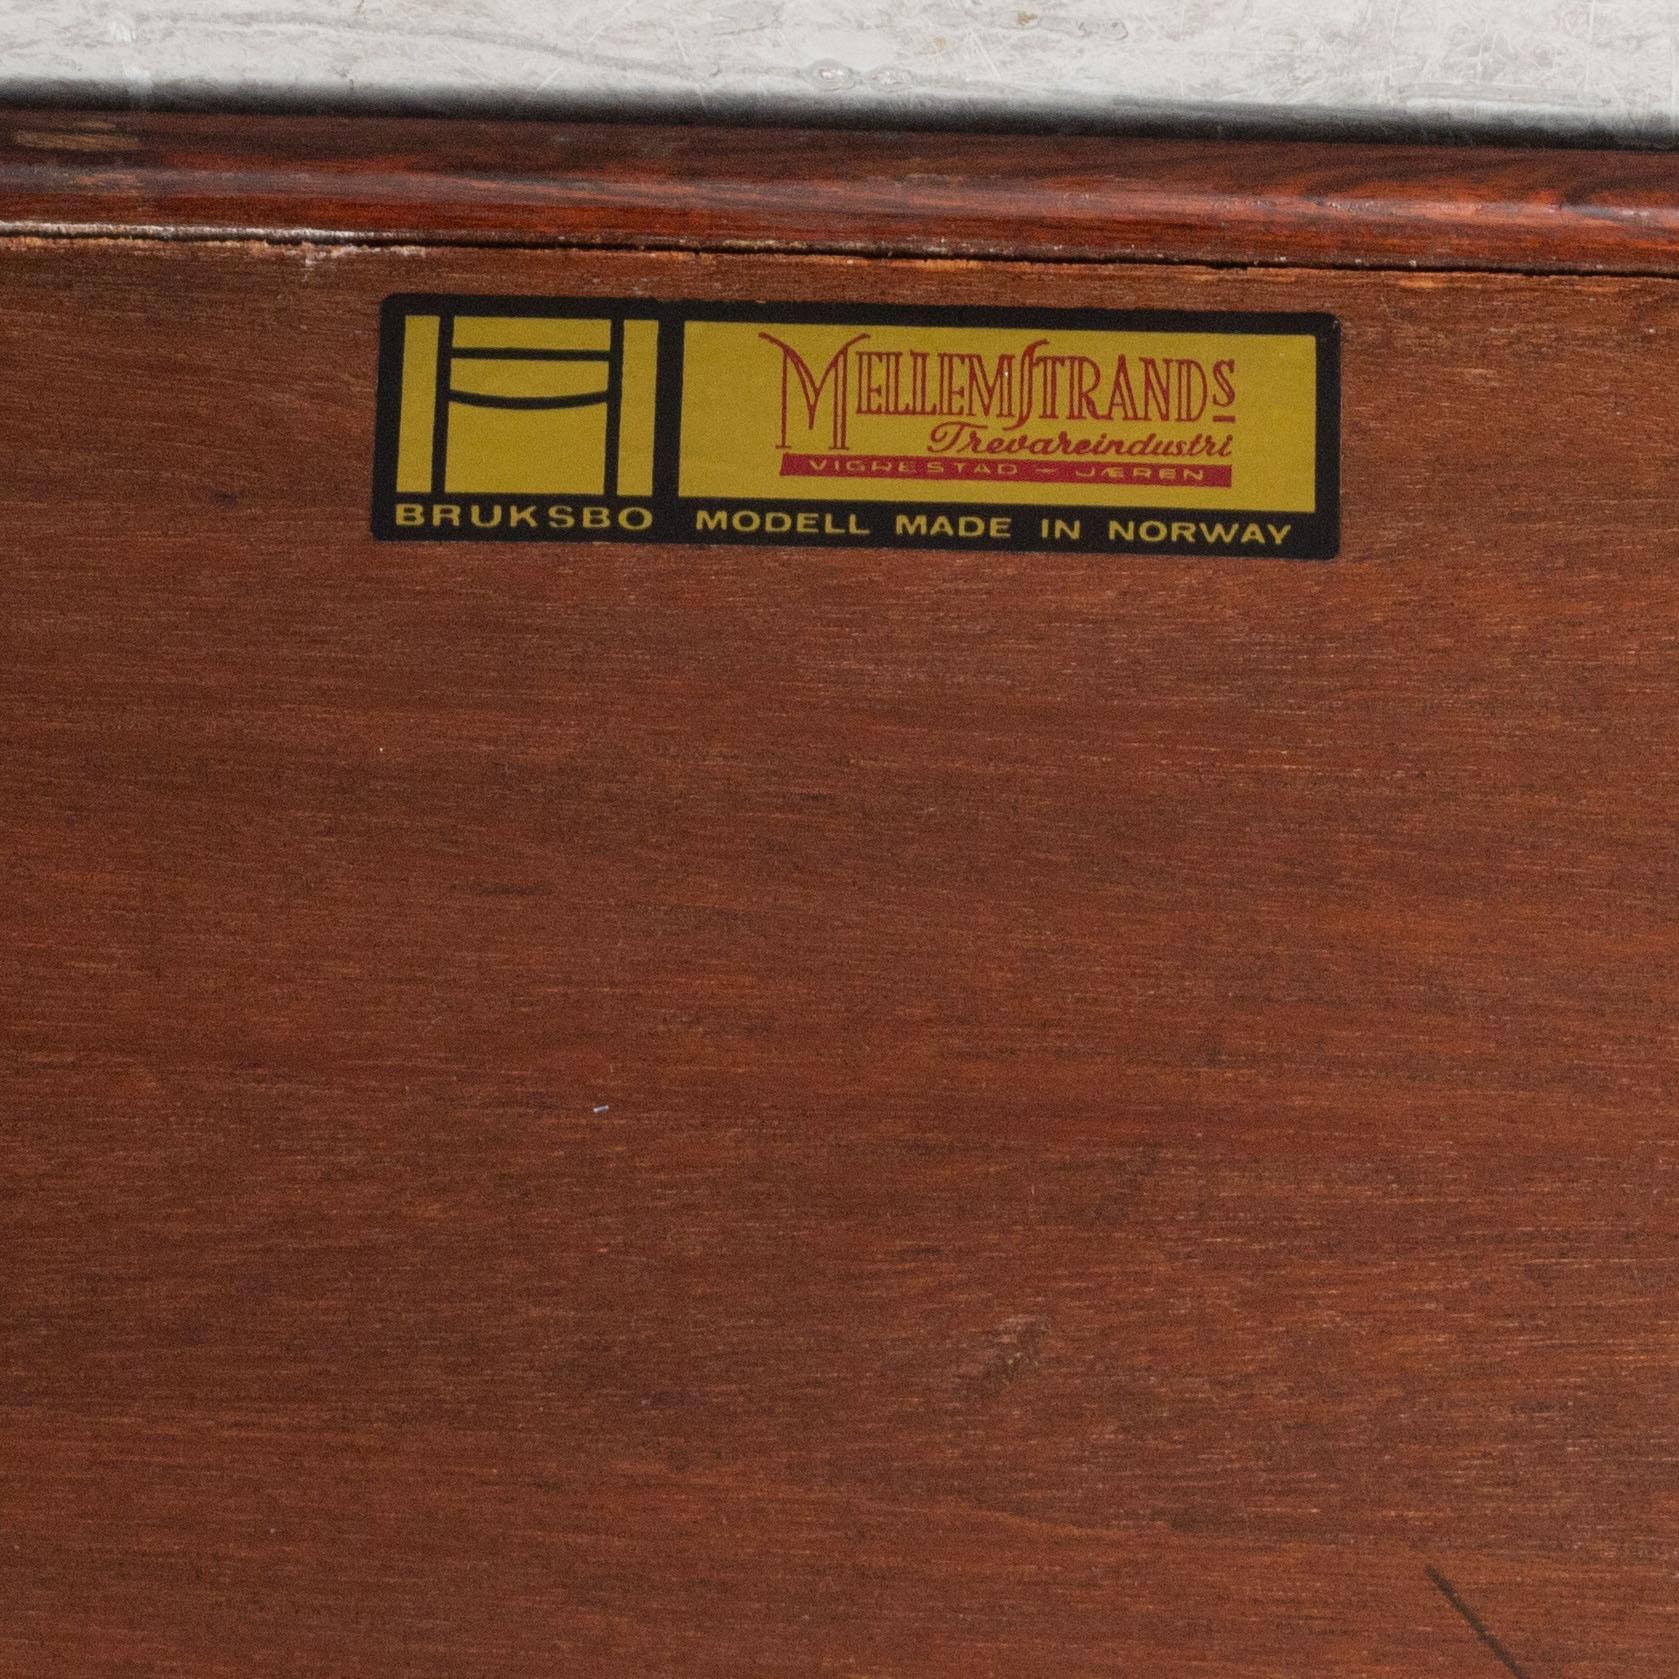 MELLEMSTRANDS
Trevareindustri
VIGRESTAD - JÆREN
BRUKSBO MODELL MADE IN NORWAY